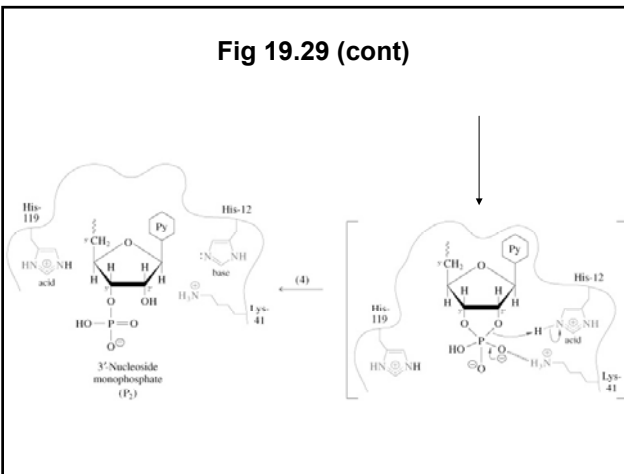 Fig 19.29 (cont)
His-
119
HN
NH
acid
5'
CH2
O
Py
H
H
H
H
3'
2'
O
OH
HO
P
O
O⊖
3'-Nucleoside
monophosphate
(P2)
His-12
N
NH
base
H3N
Lys-
41
(4)
5'
CH2
O
Py
H
H
H
H
3'
2'
O
O
HO
P
O
O
His-12
H
N
NH
acid
His-
119
HN
NH
H3N
Lys-
41